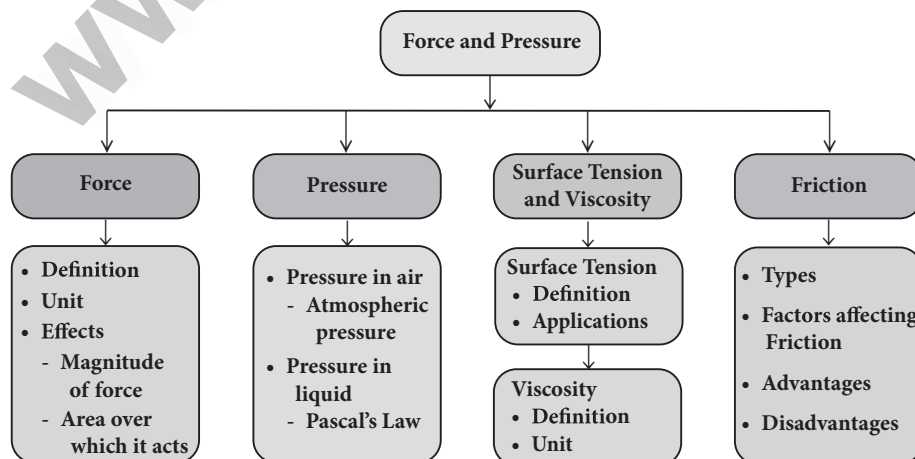 Force and Pressure
Force
Pressure
Surface Tension
and Viscosity
Friction
• Definition
• Unit
• Effects
- Magnitude
of force
- Area over
which it acts
• Pressure in air
- Atmospheric
pressure
• Pressure in
liquid
- Pascal's Law
Surface Tension
• Definition
• Applications
Viscosity
• Definition
• Unit
• Types
• Factors affecting
Friction
• Advantages
• Disadvantages